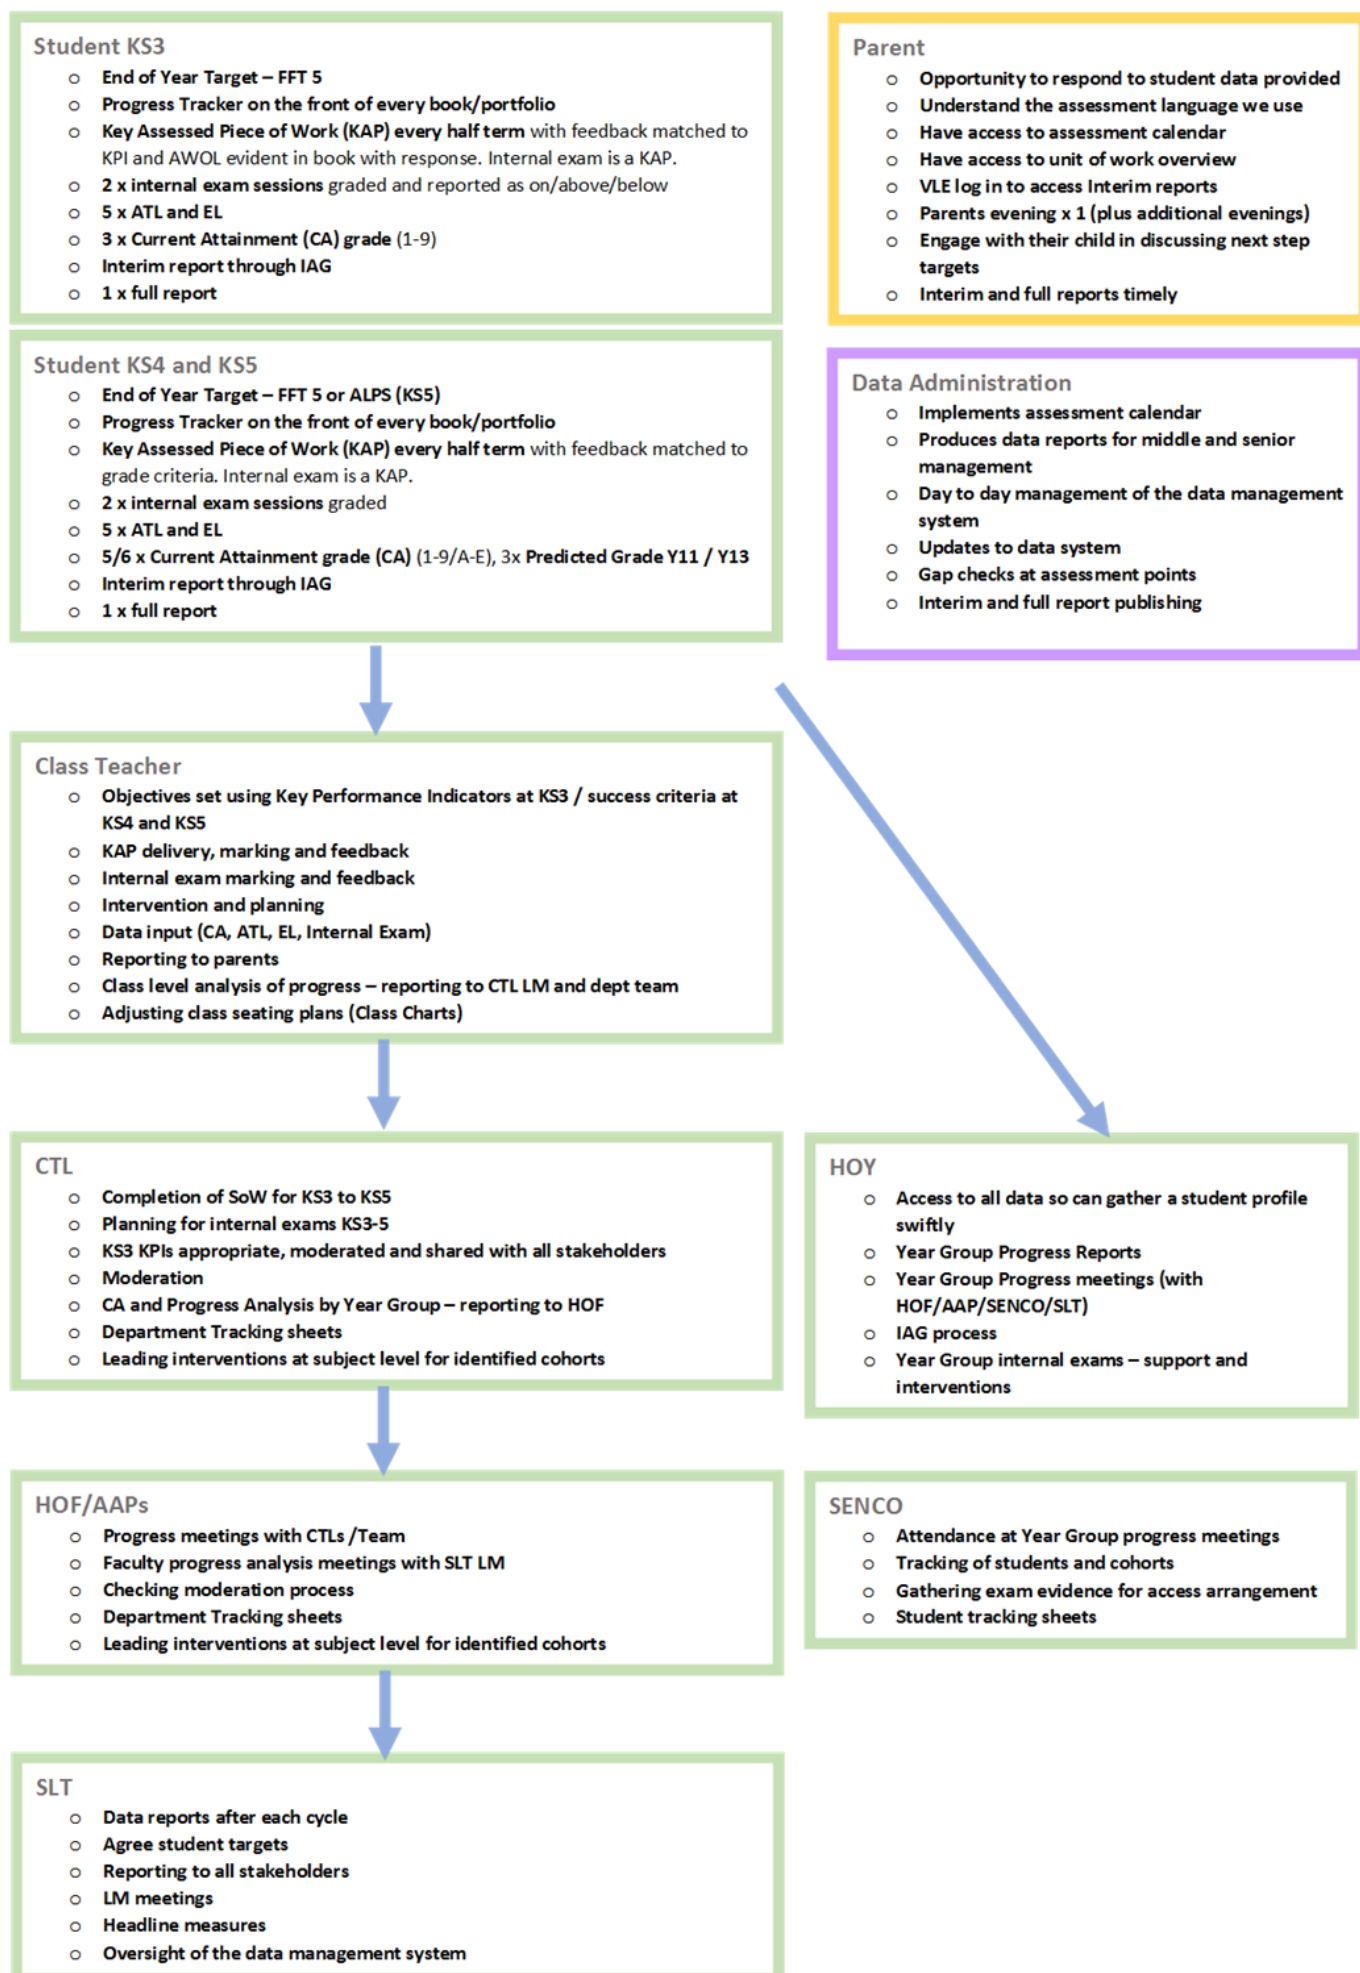 Student KS3
o End of Year Target – FFT 5
o Progress Tracker on the front of every book/portfolio
o Key Assessed Piece of Work (KAP) every half term with feedback matched to
KPI and AWOL evident in book with response. Internal exam is a KAP.
o 2 x internal exam sessions graded and reported as on/above/below
o 5 x ATL and EL
o 3 x Current Attainment (CA) grade (1-9)
o Interim report through IAG
o 1 x full report
Parent
o Opportunity to respond to student data provided
o Understand the assessment language we use
o Have access to assessment calendar
o Have access to unit of work overview
o VLE log in to access Interim reports
o Parents evening x 1 (plus additional evenings)
o Engage with their child in discussing next step
targets
o Interim and full reports timely
Student KS4 and KS5
o End of Year Target – FFT 5 or ALPS (KS5)
o Progress Tracker on the front of every book/portfolio
o Key Assessed Piece of Work (KAP) every half term with feedback matched to
grade criteria. Internal exam is a KAP.
o 2 x internal exam sessions graded
o 5 x ATL and EL
o 5/6 x Current Attainment grade (CA) (1-9/A-E), 3x Predicted Grade Y11 / Y13
o Interim report through IAG
o 1 x full report
Data Administration
o Implements assessment calendar
o Produces data reports for middle and senior
management
o Day to day management of the data management
system
o Updates to data system
o Gap checks at assessment points
o Interim and full report publishing
Class Teacher
o Objectives set using Key Performance Indicators at KS3 / success criteria at
KS4 and KS5
o KAP delivery, marking and feedback
o Internal exam marking and feedback
o Intervention and planning
o Data input (CA, ATL, EL, Internal Exam)
o Reporting to parents
o Class level analysis of progress – reporting to CTL LM and dept team
o Adjusting class seating plans (Class Charts)
CTL
o Completion of SoW for KS3 to KS5
o Planning for internal exams KS3-5
o KS3 KPIs appropriate, moderated and shared with all stakeholders
o Moderation
o CA and Progress Analysis by Year Group – reporting to HOF
o Department Tracking sheets
o Leading interventions at subject level for identified cohorts
HOY
o Access to all data so can gather a student profile
swiftly
o Year Group Progress Reports
o Year Group Progress meetings (with
HOF/AAP/SENCO/SLT)
o IAG process
o Year Group internal exams – support and
interventions
HOF/AAPs
o Progress meetings with CTLs /Team
o Faculty progress analysis meetings with SLT LM
o Checking moderation process
o Department Tracking sheets
o Leading interventions at subject level for identified cohorts
SENCO
o Attendance at Year Group progress meetings
o Tracking of students and cohorts
o Gathering exam evidence for access arrangement
o Student tracking sheets
SLT
o Data reports after each cycle
o Agree student targets
o Reporting to all stakeholders
o LM meetings
o Headline measures
o Oversight of the data management system